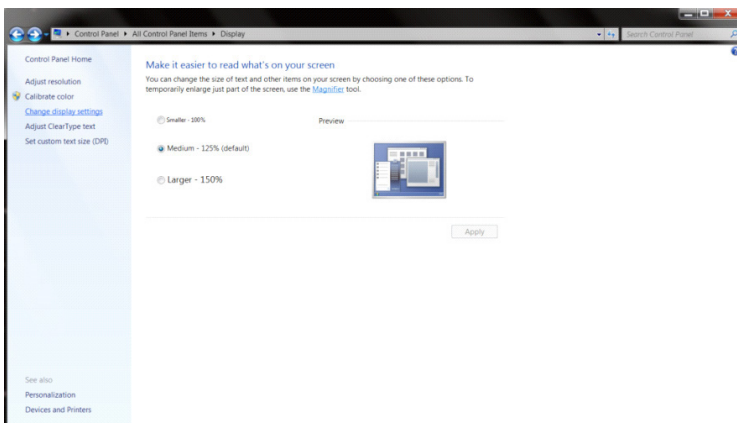 Control Panel ▸ All Control Panel Items ▸ Display
Search Control Panel
Control Panel Home
Adjust resolution
Calibrate color
Change display settings
Adjust ClearType text
Set custom text size (DPI)
Make it easier to read what's on your screen
You can change the size of text and other items on your screen by choosing one of these options. To
temporarily enlarge just part of the screen, use the Magnifier tool.
Smaller - 100%
Preview
Medium - 125% (default)
Larger - 150%
Apply
See also
Personalization
Devices and Printers